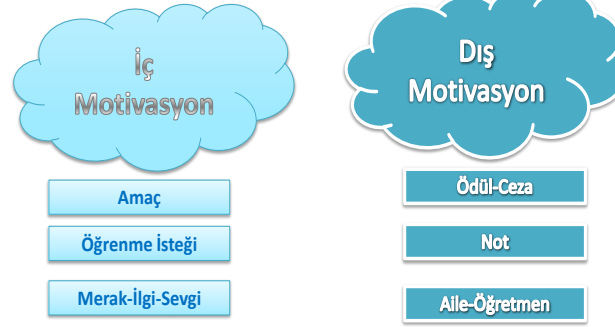 İç
Motivasyon
Amaç
Öğrenme İsteği
Merak-İlgi-Sevgi
Dış
Motivasyon
Ödül-Ceza
Not
Aile-Öğretmen